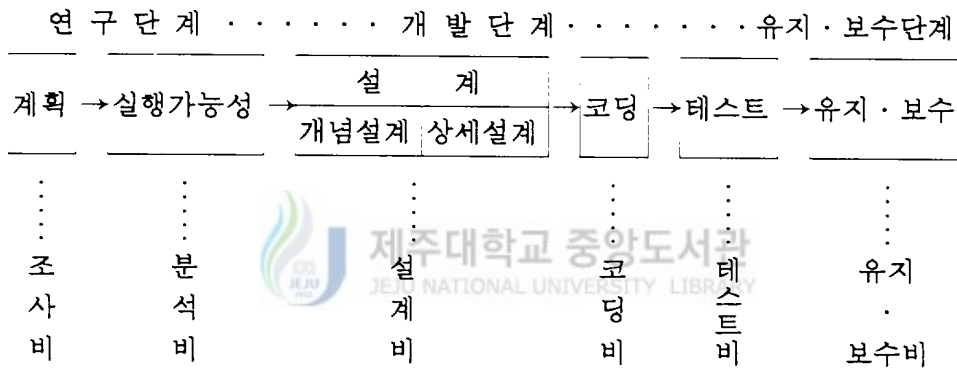 연 구 단 계 · · · · · · 개 발 단 계 · · · · · · · 유지 · 보수단계
설 계
계획 → 실행가능성 → → 코딩 → 테스트 → 유지 · 보수
개념설계 상세설계
조사비 분석비 설계비 코딩비 테스트비 유지 · 보수비
제주대학교 중앙도서관
JEJU NATIONAL UNIVERSITY LIBRARY
JEJU